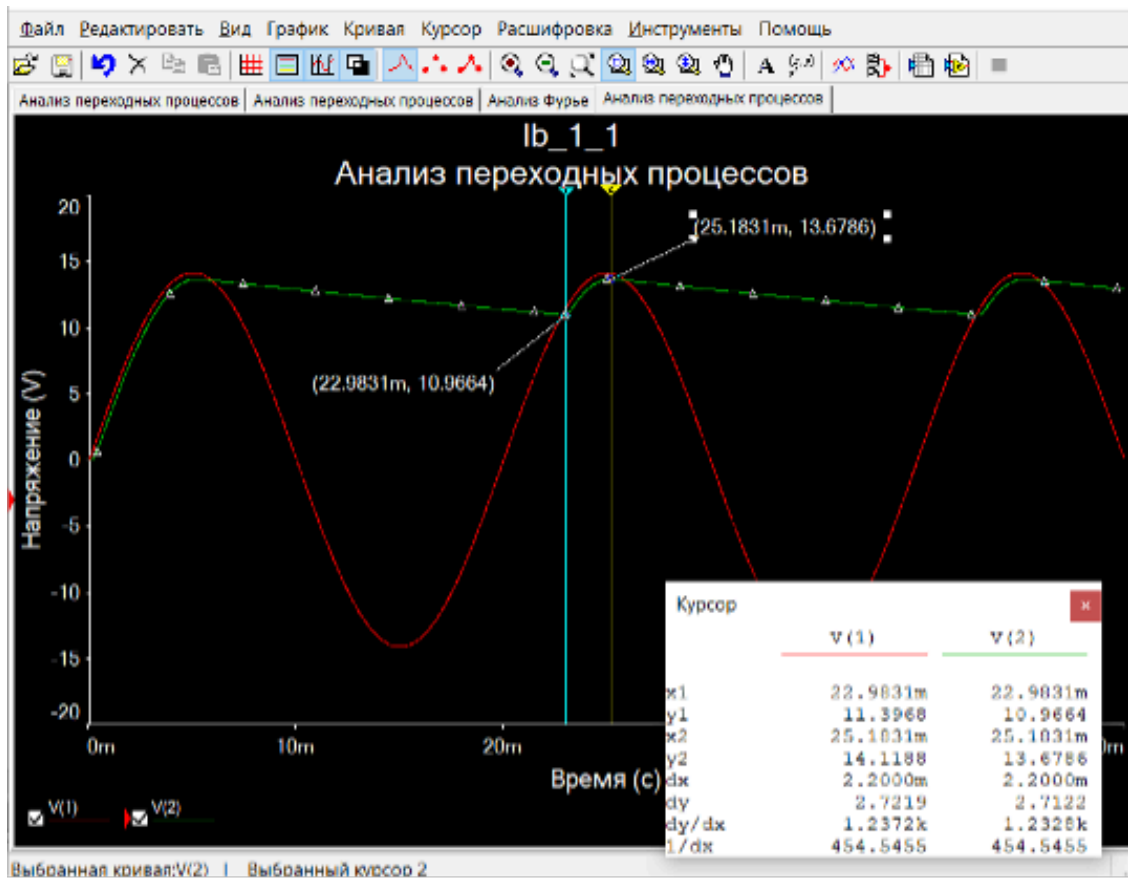 Файл Редактировать Вид График Кривая Курсор Расшифровка Инструменты Помощь
A
Анализ переходных процессов Анализ переходных процессов Анализ Фурье Анализ переходных процессов
lb_1_1
Анализ переходных процессов
20
15
10
5
0
-5
-10
-15
-20
Напряжение (V)
(25.1831m, 13.6786)
(22.9831m, 10.9664)
0m 10m 20m
Время (с)
V(1) V(2)
Курсор
V(1) V(2)
x1 22.9831m 22.9831m
y1 11.3968 10.9664
x2 25.1831m 25.1831m
y2 14.1188 13.6786
dx 2.2000m 2.2000m
dy 2.7219 2.7122
dy/dx 1.2372k 1.2328k
1/dx 454.5455 454.5455
Выбранная кривая:V(2) | Выбранный курсор 2